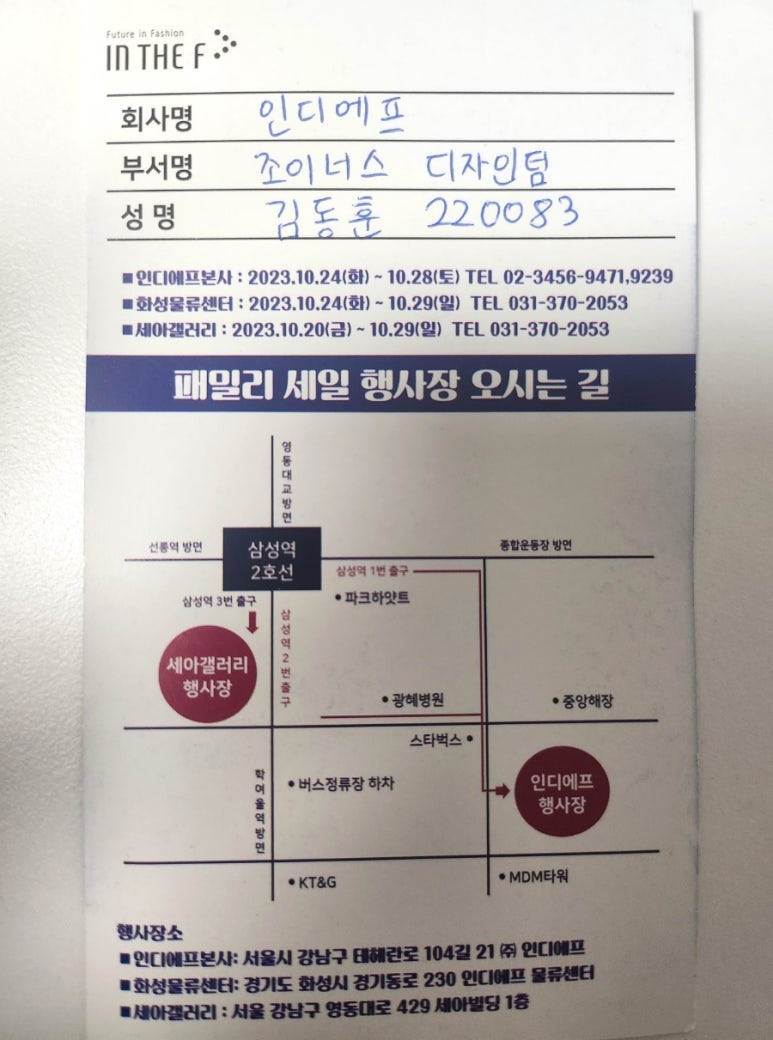 Future in Fashion
IN THE F
회사명 인디에프
부서명 조이너스 디자인팀
성 명 김동훈 220083
■인디에프본사 : 2023.10.24(화) ~ 10.28(토) TEL 02-3456-9471,9239
■화성물류센터 : 2023.10.24(화) ~ 10.29(일) TEL 031-370-2053
■세아갤러리 : 2023.10.20(금) ~ 10.29(일) TEL 031-370-2053
패밀리 세일 행사장 오시는 길
영동대교방면
선릉역 방면
삼성역
2호선
종합운동장 방면
삼성역 1번 출구
삼성역 3번 출구
•파크하얏트
삼성역2번출구
세아갤러리
행사장
•광혜병원
•중앙해장
스타벅스•
학여울역방면
•버스정류장 하차
인디에프
행사장
•KT&G
•MDM타워
행사장소
■인디에프본사: 서울시 강남구 테헤란로 104길 21 ㈜ 인디에프
■화성물류센터: 경기도 화성시 경기동로 230 인디에프 물류센터
■세아갤러리 : 서울 강남구 영동대로 429 세아빌딩 1층